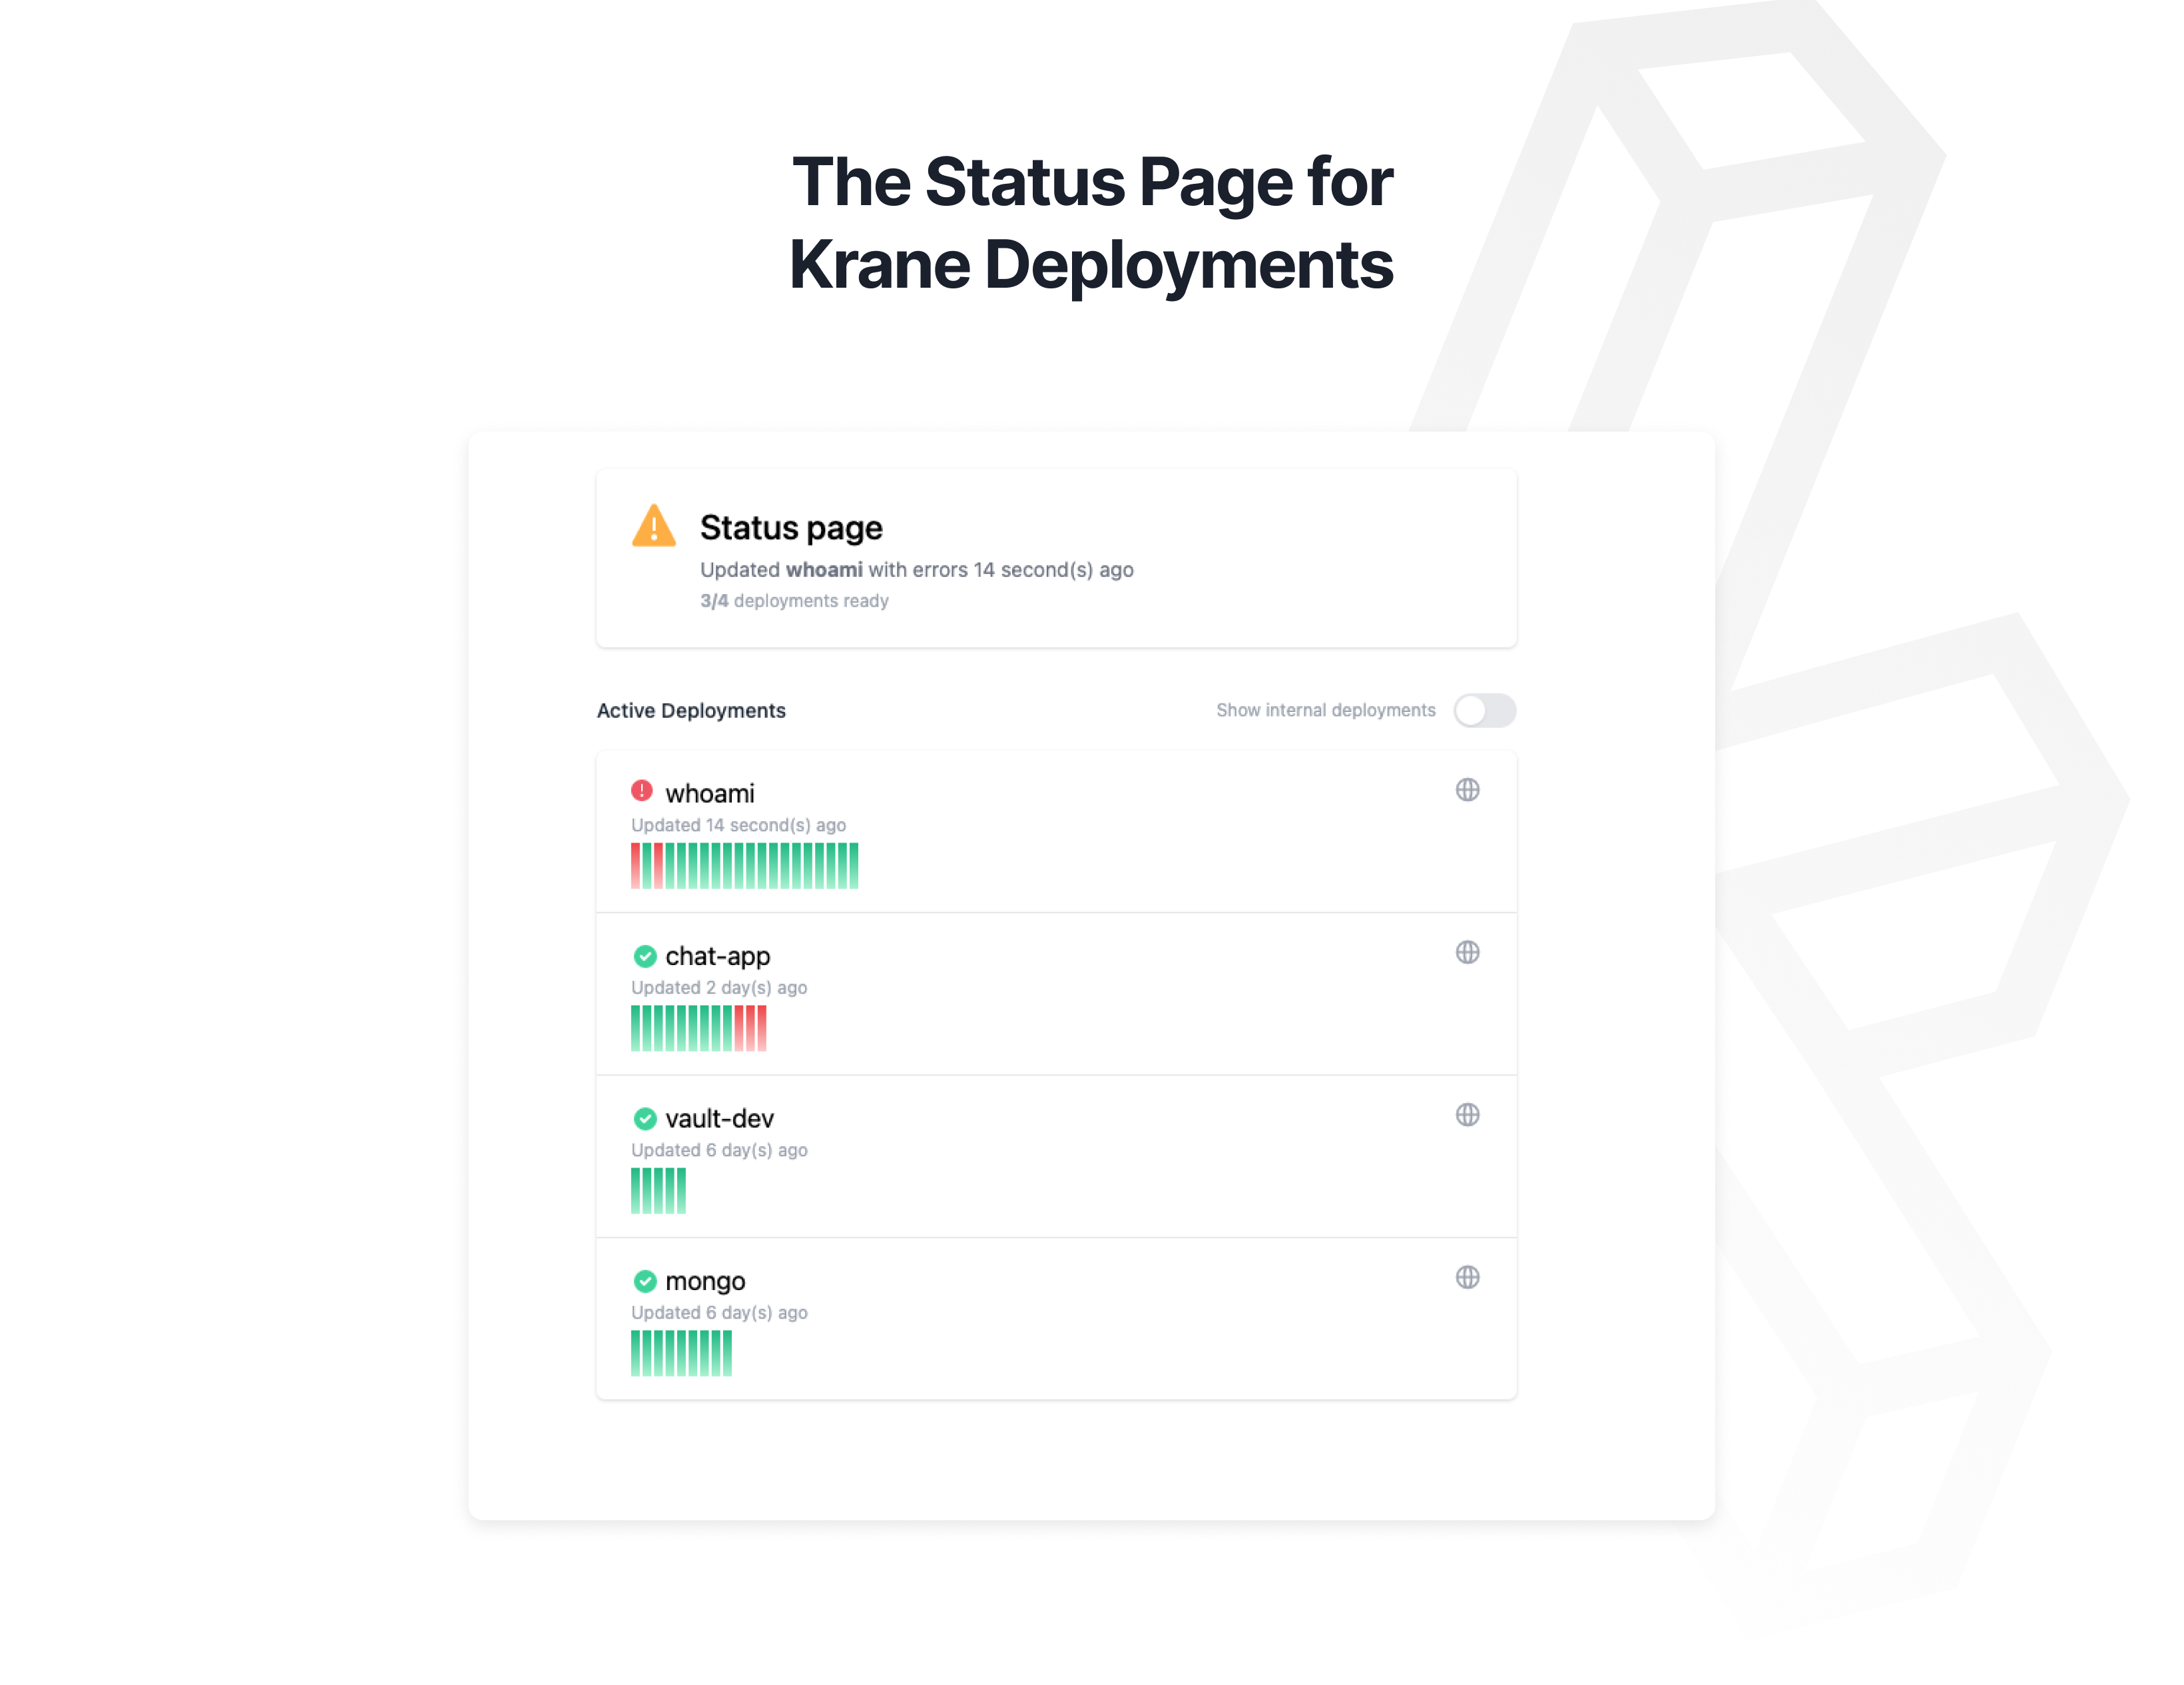 The Status Page for
Krane Deployments
Status page
Updated whoami with errors 14 second(s) ago
3/4 deployments ready
Active Deployments
Show internal deployments
whoami
Updated 14 second(s) ago
chat-app
Updated 2 day(s) ago
vault-dev
Updated 6 day(s) ago
mongo
Updated 6 day(s) ago